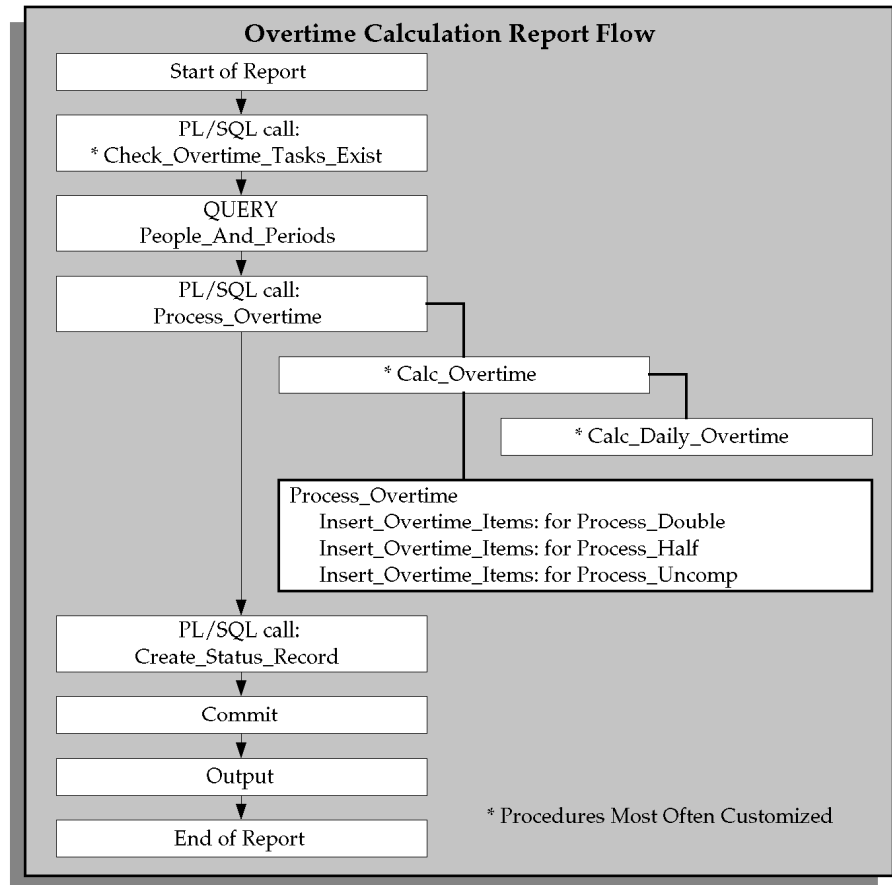 Overtime Calculation Report Flow
Start of Report
PL/SQL call:
* Check_Overtime_Tasks_Exist
QUERY
People_And_Periods
PL/SQL call:
Process_Overtime
* Calc_Overtime
* Calc_Daily_Overtime
Process_Overtime
Insert_Overtime_Items: for Process_Double
Insert_Overtime_Items: for Process_Half
Insert_Overtime_Items: for Process_Uncomp
PL/SQL call:
Create_Status_Record
Commit
Output
End of Report
* Procedures Most Often Customized